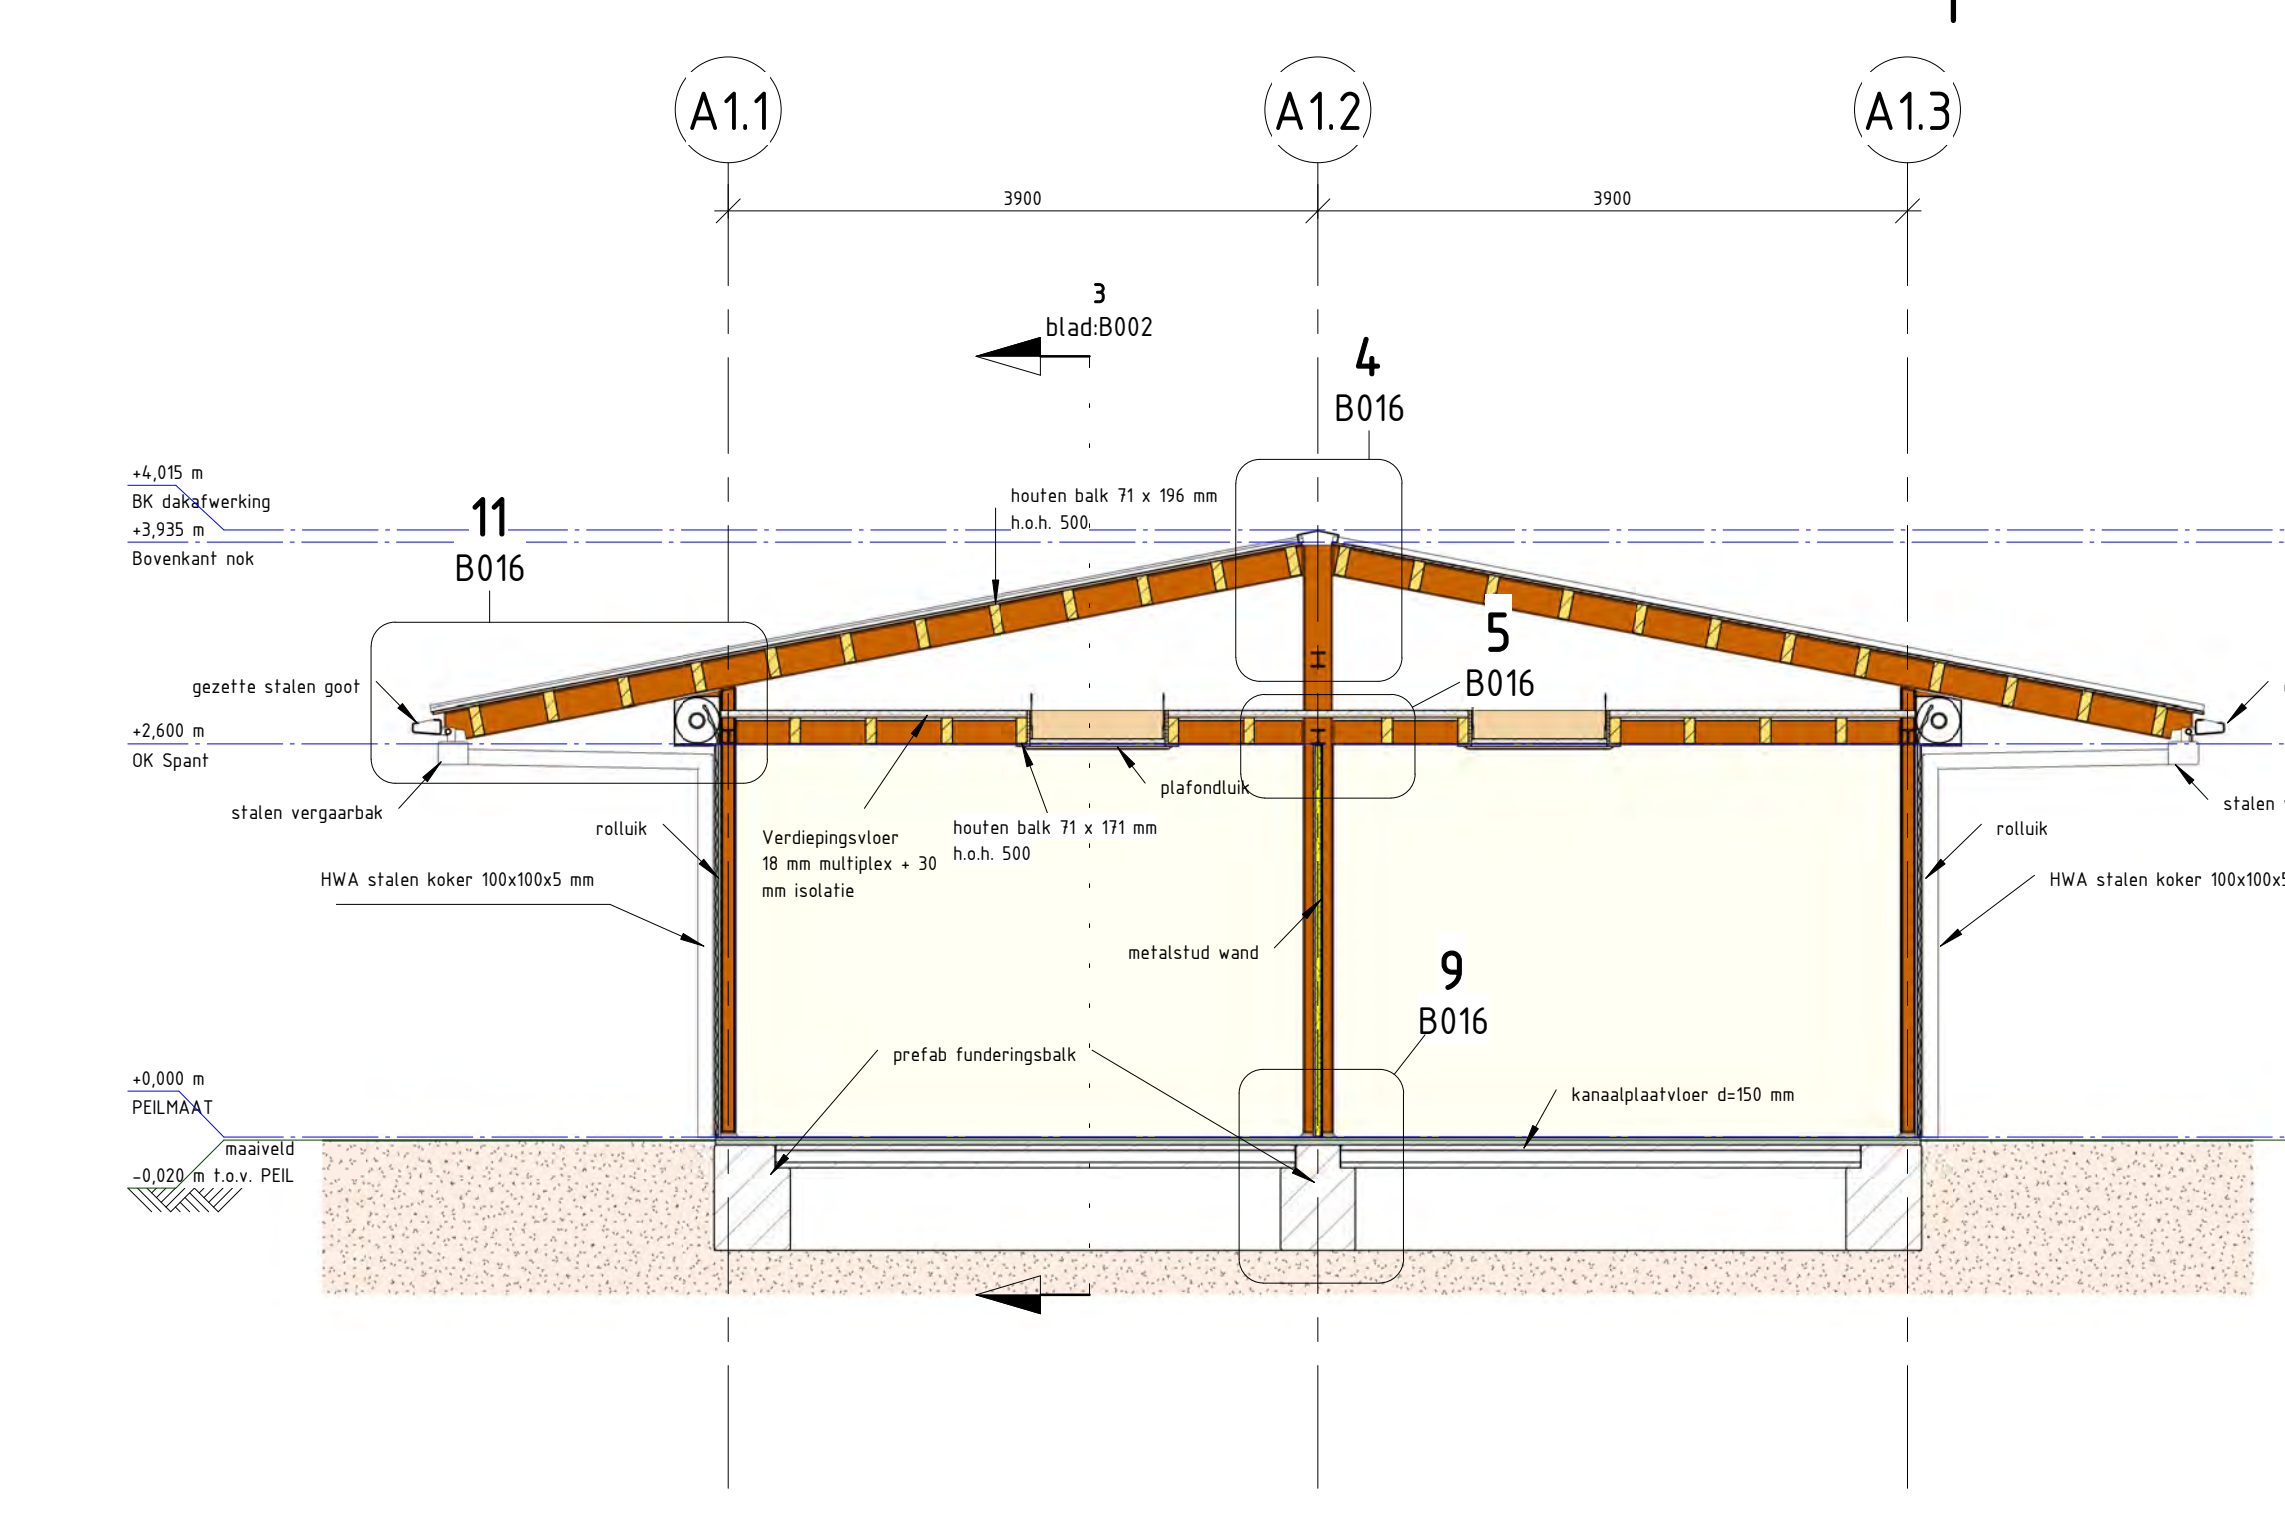 A1.1
A1.2
A1.3
3900
3900
3
blad:B002
4
B016
+4,015 m
BK dakafwerking
+3,935 m
Bovenkant nok
11
B016
houten balk 71 x 196 mm
h.o.h. 500
5
B016
gezette stalen goot
+2,600 m
OK Spant
stalen vergaarbak
plafondluik
stalen
rolluik
Verdiepingsvloer
18 mm multiplex + 30
mm isolatie
houten balk 71 x 171 mm
h.o.h. 500
rolluik
HWA stalen koker 100x100x5 mm
HWA stalen koker 100x100x5
metalstud wand
9
B016
prefab funderingsbalk
+0,000 m
PEILMAAT
kanaalplaatvloer d=150 mm
maaiveld
-0,020 m t.o.v. PEIL